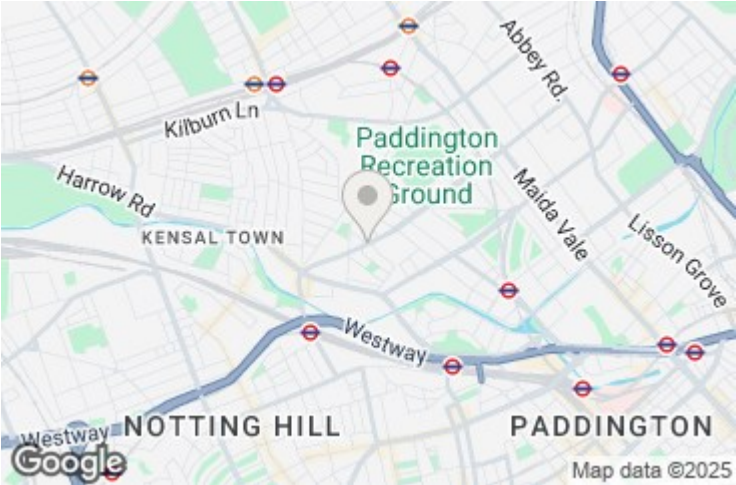 Abbey Rd.
Kilburn Ln
Paddington
Recreation
Ground
Harrow Rd
Maida Vale
Lisson Grove
KENSAL TOWN
Westway
Westway
NOTTING HILL
PADDINGTON
Google
Map data ©2025